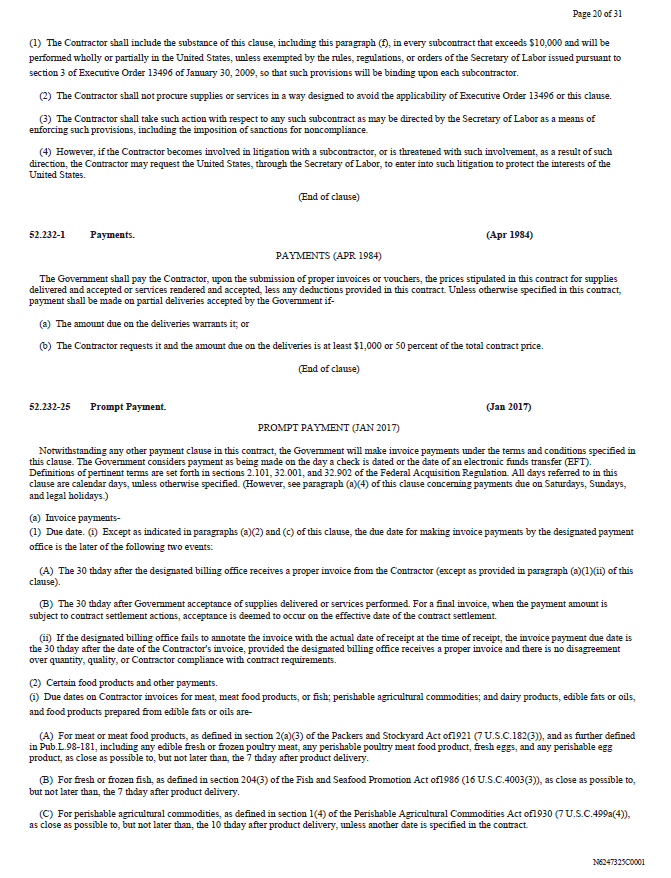 Page 20 of 31
(1) The Contractor shall include the substance of this clause, including this paragraph (f), in every subcontract that exceeds $10,000 and will be
performed wholly or partially in the United States, unless exempted by the rules, regulations, or orders of the Secretary of Labor issued pursuant to
section 3 of Executive Order 13496 of January 30, 2009, so that such provisions will be binding upon each subcontractor.
(2) The Contractor shall not procure supplies or services in a way designed to avoid the applicability of Executive Order 13496 or this clause.
(3) The Contractor shall take such action with respect to any such subcontract as may be directed by the Secretary of Labor as a means of
enforcing such provisions, including the imposition of sanctions for noncompliance.
(4) However, if the Contractor becomes involved in litigation with a subcontractor, or is threatened with such involvement, as a result of such
direction, the Contractor may request the United States, through the Secretary of Labor, to enter into such litigation to protect the interests of the
United States.
(End of clause)
52.232-1 Payments. (Apr 1984)
PAYMENTS (APR 1984)
The Government shall pay the Contractor, upon the submission of proper invoices or vouchers, the prices stipulated in this contract for supplies
delivered and accepted or services rendered and accepted, less any deductions provided in this contract. Unless otherwise specified in this contract,
payment shall be made on partial deliveries accepted by the Government if-
(a) The amount due on the deliveries warrants it; or
(b) The Contractor requests it and the amount due on the deliveries is at least $1,000 or 50 percent of the total contract price.
(End of clause)
52.232-25 Prompt Payment. (Jan 2017)
PROMPT PAYMENT (JAN 2017)
Notwithstanding any other payment clause in this contract, the Government will make invoice payments under the terms and conditions specified in
this clause. The Government considers payment as being made on the day a check is dated or the date of an electronic funds transfer (EFT).
Definitions of pertinent terms are set forth in sections 2.101, 32.001, and 32.902 of the Federal Acquisition Regulation. All days referred to in this
clause are calendar days, unless otherwise specified. (However, see paragraph (a)(4) of this clause concerning payments due on Saturdays, Sundays,
and legal holidays.)
(a) Invoice payments-
(1) Due date. (i) Except as indicated in paragraphs (a)(2) and (c) of this clause, the due date for making invoice payments by the designated payment
office is the later of the following two events:
(A) The 30 thday after the designated billing office receives a proper invoice from the Contractor (except as provided in paragraph (a)(1)(ii) of this
clause).
(B) The 30 thday after Government acceptance of supplies delivered or services performed. For a final invoice, when the payment amount is
subject to contract settlement actions, acceptance is deemed to occur on the effective date of the contract settlement.
(ii) If the designated billing office fails to annotate the invoice with the actual date of receipt at the time of receipt, the invoice payment due date is
the 30 thday after the date of the Contractor's invoice, provided the designated billing office receives a proper invoice and there is no disagreement
over quantity, quality, or Contractor compliance with contract requirements.
(2) Certain food products and other payments.
(i) Due dates on Contractor invoices for meat, meat food products, or fish; perishable agricultural commodities; and dairy products, edible fats or oils,
and food products prepared from edible fats or oils are-
(A) For meat or meat food products, as defined in section 2(a)(3) of the Packers and Stockyard Act of1921 (7 U.S.C.182(3)), and as further defined
in Pub.L.98-181, including any edible fresh or frozen poultry meat, any perishable poultry meat food product, fresh eggs, and any perishable egg
product, as close as possible to, but not later than, the 7 thday after product delivery.
(B) For fresh or frozen fish, as defined in section 204(3) of the Fish and Seafood Promotion Act of1986 (16 U.S.C.4003(3)), as close as possible to,
but not later than, the 7 thday after product delivery.
(C) For perishable agricultural commodities, as defined in section 1(4) of the Perishable Agricultural Commodities Act of1930 (7 U.S.C.499a(4)),
as close as possible to, but not later than, the 10 thday after product delivery, unless another date is specified in the contract.
N6247325C0001